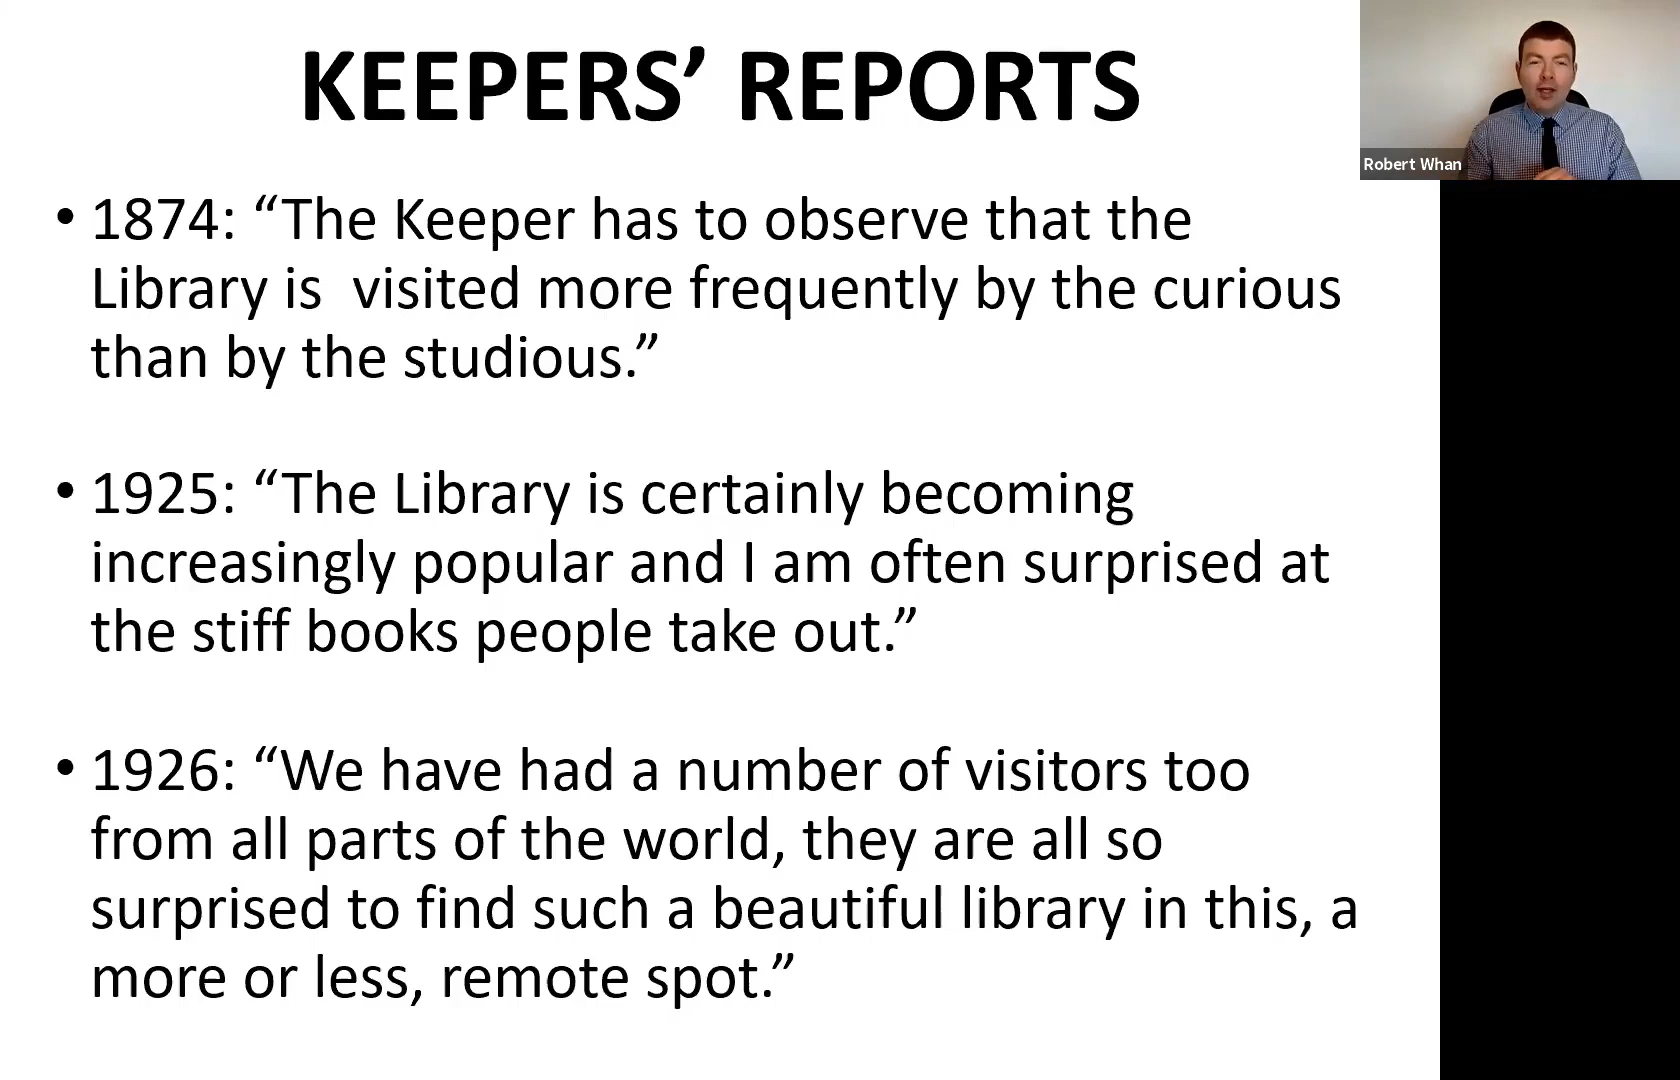 KEEPERS’ REPORTS
Robert Whan
• 1874: “The Keeper has to observe that the
Library is  visited more frequently by the curious
than by the studious.”
• 1925: “The Library is certainly becoming
increasingly popular and I am often surprised at
the stiff books people take out.”
• 1926: “We have had a number of visitors too
from all parts of the world, they are all so
surprised to find such a beautiful library in this, a
more or less, remote spot.”